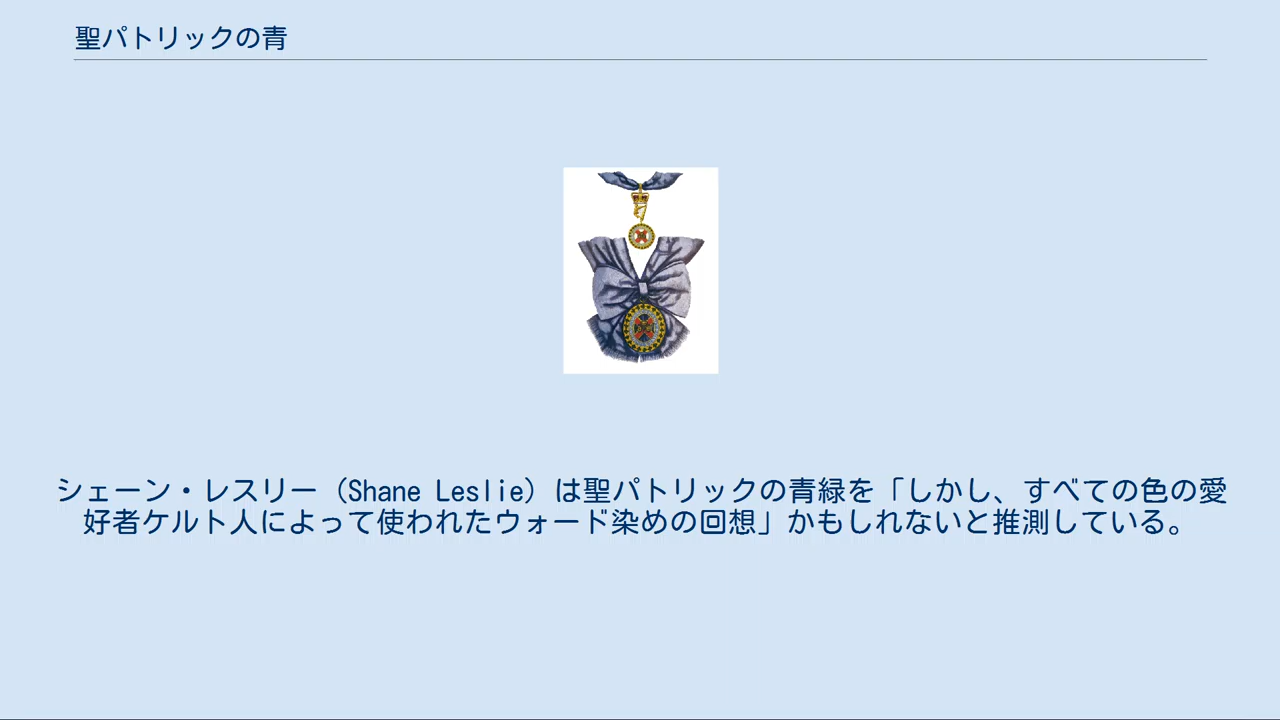 聖パトリックの青
シェーン・レスリー（Shane Leslie）は聖パトリックの青緑を「しかし、すべての色の愛
好者ケルト人によって使われたウォード染めの回想」かもしれないと推測している。